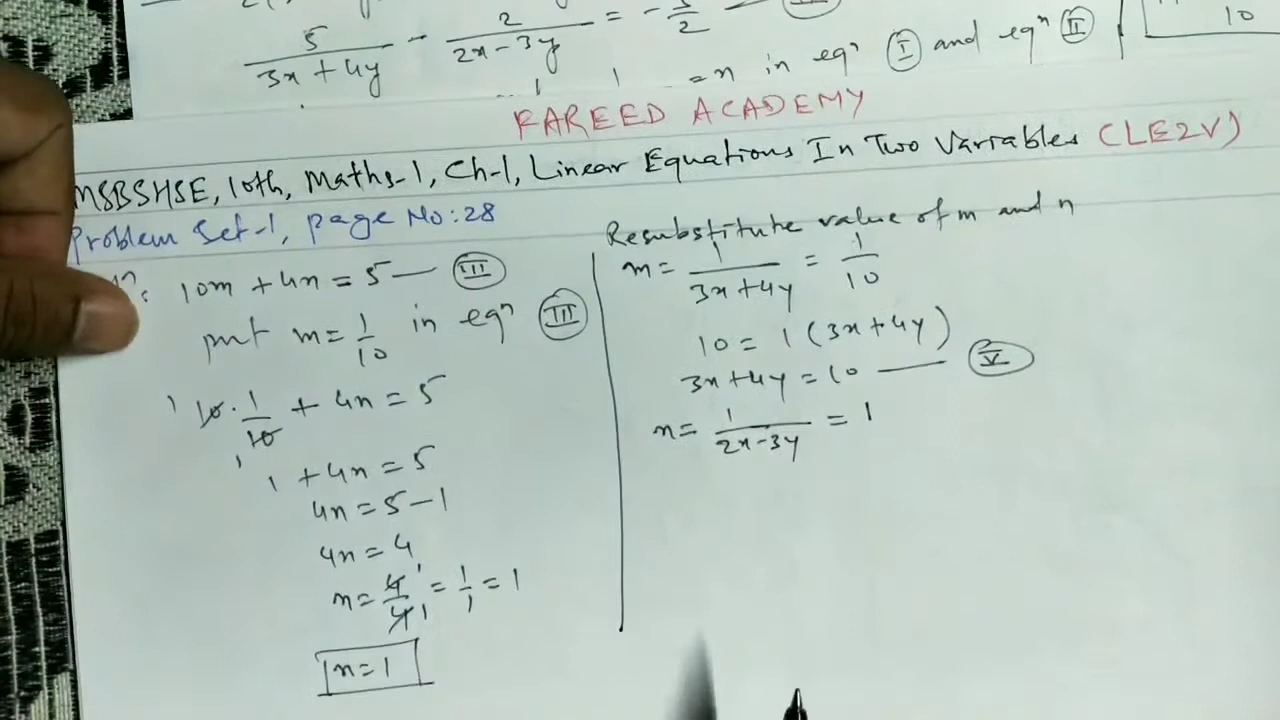 5/(3x+4y) - 2/(2x-3y) = -3/2
= n in eqn I and eqn II
10
FAREED ACADEMY
MSBSHSE, 10th, Maths-1, Ch-1, Linear Equations In Two Variables (LE2V)
Problem Set-1, page No:28
10m + 4n = 5 — III
put m = 1/10 in eqn III
10 · 1/10 + 4n = 5
1 + 4n = 5
4n = 5 - 1
4n = 4
n = 4/4 = 1/1 = 1
n = 1
Resubstitute value of m and n
m = 1/(3x+4y) = 1/10
10 = 1 (3x+4y)
3x+4y = 10 — V
n = 1/(2x-3y) = 1